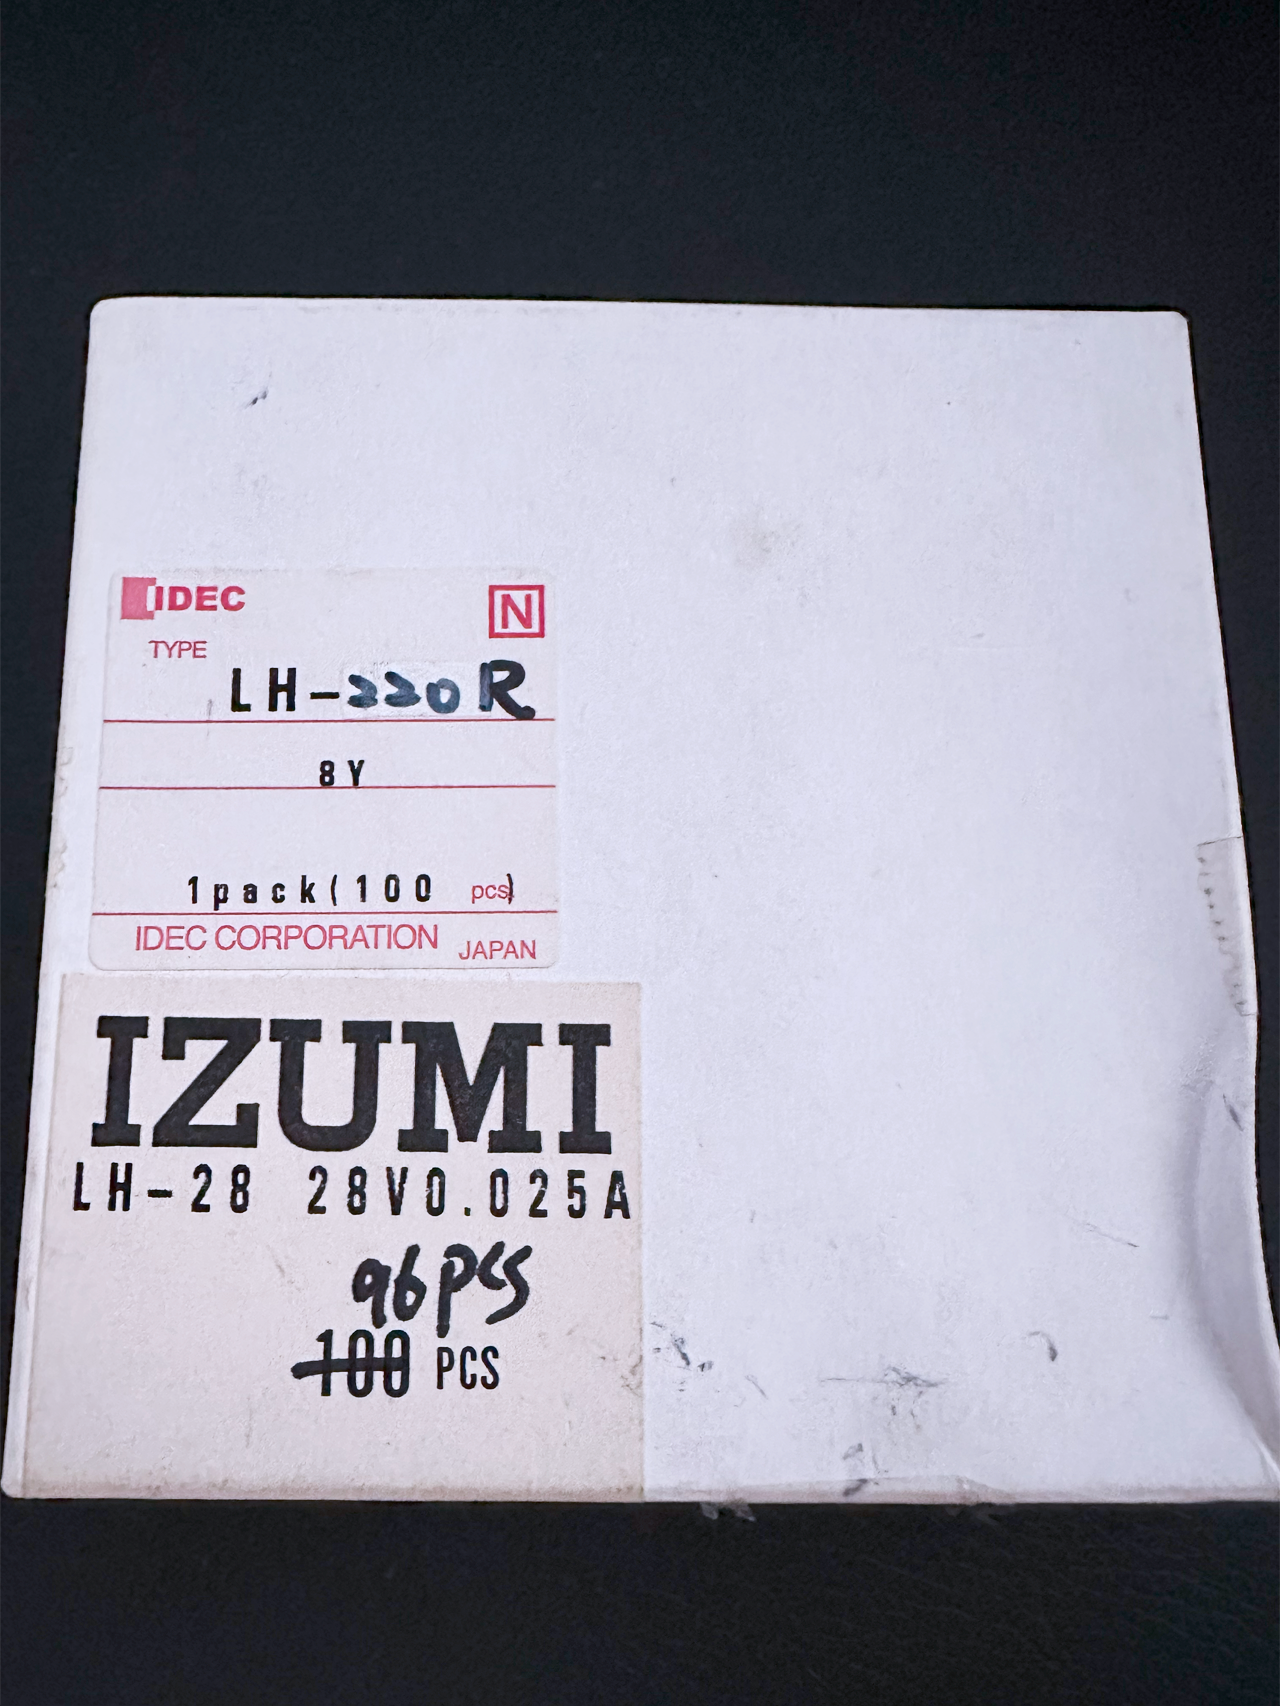 IDEC
N
TYPE
LH-220R
8Y
1pack(100 pcs)
IDEC CORPORATION JAPAN
IZUMI
LH-28 28V0.025A
96pcs
100 PCS